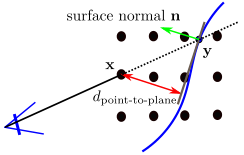 surface normal n
x
y
d_point-to-plane